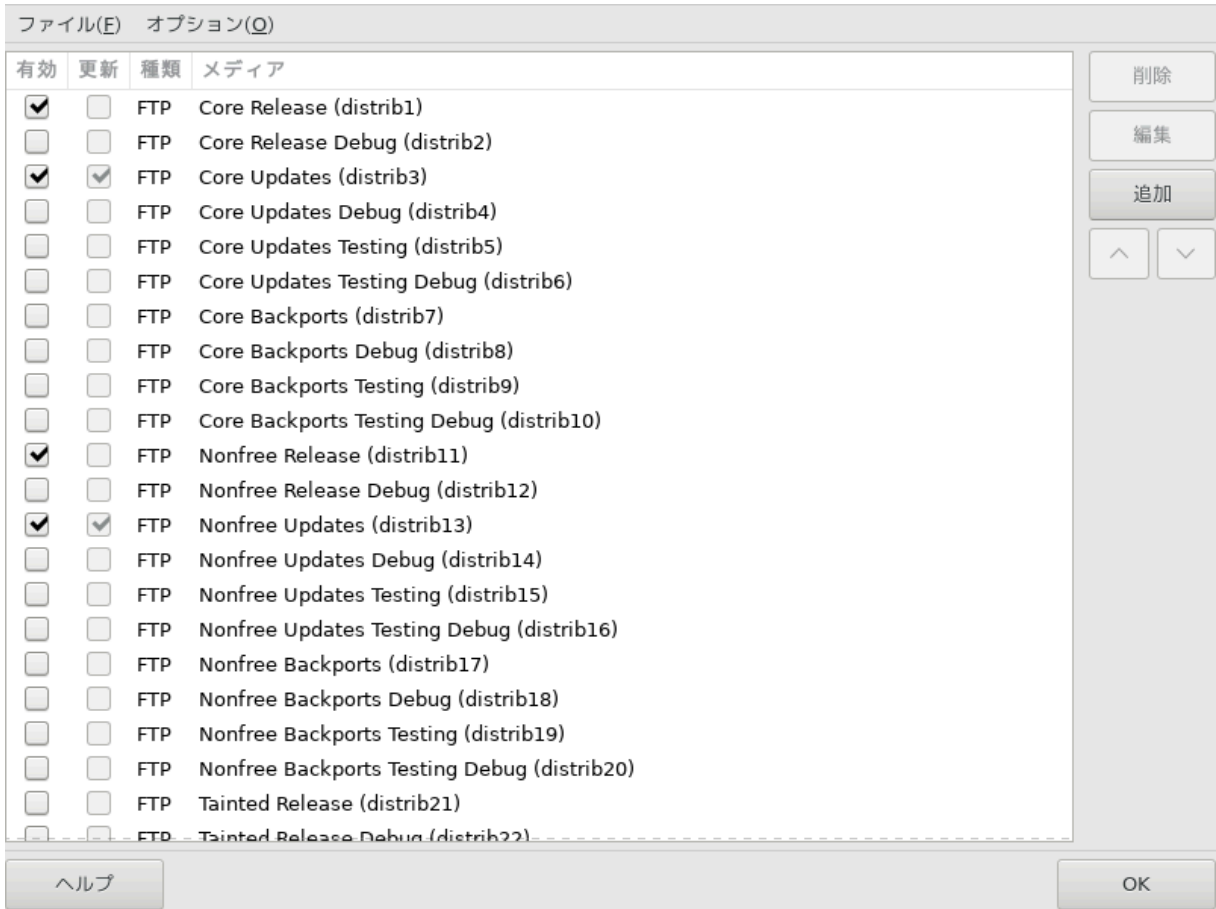 ファイル(F) オプション(O)
有効 更新 種類 メディア
削除
FTP Core Release (distrib1)
FTP Core Release Debug (distrib2)
編集
FTP Core Updates (distrib3)
追加
FTP Core Updates Debug (distrib4)
FTP Core Updates Testing (distrib5)
FTP Core Updates Testing Debug (distrib6)
FTP Core Backports (distrib7)
FTP Core Backports Debug (distrib8)
FTP Core Backports Testing (distrib9)
FTP Core Backports Testing Debug (distrib10)
FTP Nonfree Release (distrib11)
FTP Nonfree Release Debug (distrib12)
FTP Nonfree Updates (distrib13)
FTP Nonfree Updates Debug (distrib14)
FTP Nonfree Updates Testing (distrib15)
FTP Nonfree Updates Testing Debug (distrib16)
FTP Nonfree Backports (distrib17)
FTP Nonfree Backports Debug (distrib18)
FTP Nonfree Backports Testing (distrib19)
FTP Nonfree Backports Testing Debug (distrib20)
FTP Tainted Release (distrib21)
FTP Tainted Release Debug (distrib22)
ヘルプ OK